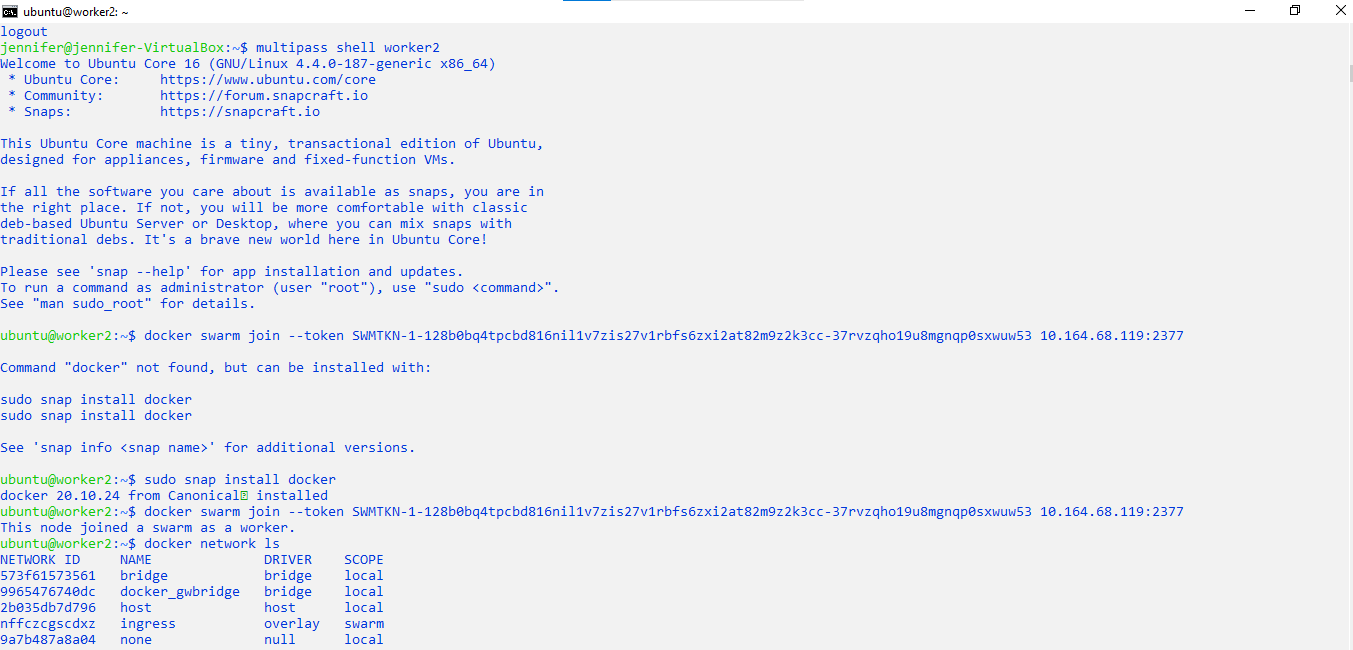 ubuntu@worker2: ~
logout
jennifer@jennifer-VirtualBox:~$ multipass shell worker2
Welcome to Ubuntu Core 16 (GNU/Linux 4.4.0-187-generic x86_64)
 * Ubuntu Core:     https://www.ubuntu.com/core
 * Community:       https://forum.snapcraft.io
 * Snaps:           https://snapcraft.io
This Ubuntu Core machine is a tiny, transactional edition of Ubuntu,
designed for appliances, firmware and fixed-function VMs.
If all the software you care about is available as snaps, you are in
the right place. If not, you will be more comfortable with classic
deb-based Ubuntu Server or Desktop, where you can mix snaps with
traditional debs. It's a brave new world here in Ubuntu Core!
Please see 'snap --help' for app installation and updates.
To run a command as administrator (user "root"), use "sudo <command>".
See "man sudo_root" for details.
ubuntu@worker2:~$ docker swarm join --token SWMTKN-1-128b0bq4tpcbd816nil1v7zis27v1rbfs6zxi2at82m9z2k3cc-37rvzqho19u8mgnqp0sxwuw53 10.164.68.119:2377
Command "docker" not found, but can be installed with:
sudo snap install docker
sudo snap install docker
See 'snap info <snap name>' for additional versions.
ubuntu@worker2:~$ sudo snap install docker
docker 20.10.24 from Canonical installed
ubuntu@worker2:~$ docker swarm join --token SWMTKN-1-128b0bq4tpcbd816nil1v7zis27v1rbfs6zxi2at82m9z2k3cc-37rvzqho19u8mgnqp0sxwuw53 10.164.68.119:2377
This node joined a swarm as a worker.
ubuntu@worker2:~$ docker network ls
NETWORK ID     NAME              DRIVER    SCOPE
573f61573561   bridge            bridge    local
9965476740dc   docker_gwbridge   bridge    local
2b035db7d796   host              host      local
nffczcgscdxz   ingress           overlay   swarm
9a7b487a8a04   none              null      local